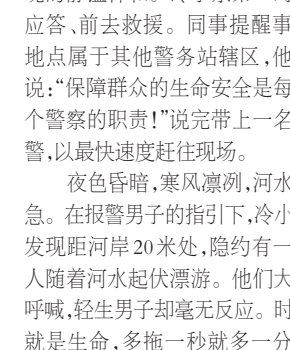 应答、前去救援。同事提醒事
地点属于其他警务站辖区，他
说：“保障群众的生命安全是每
个警察的职责！”说完带上一名
警，以最快速度赶往现场。
夜色昏暗，寒风凛冽，河水
急。在报警男子的指引下，冷小
发现距河岸20米处，隐约有一
人随着河水起伏漂游。他们大
呼喊，轻生男子却毫无反应。时
就是生命，多拖一秒就多一分